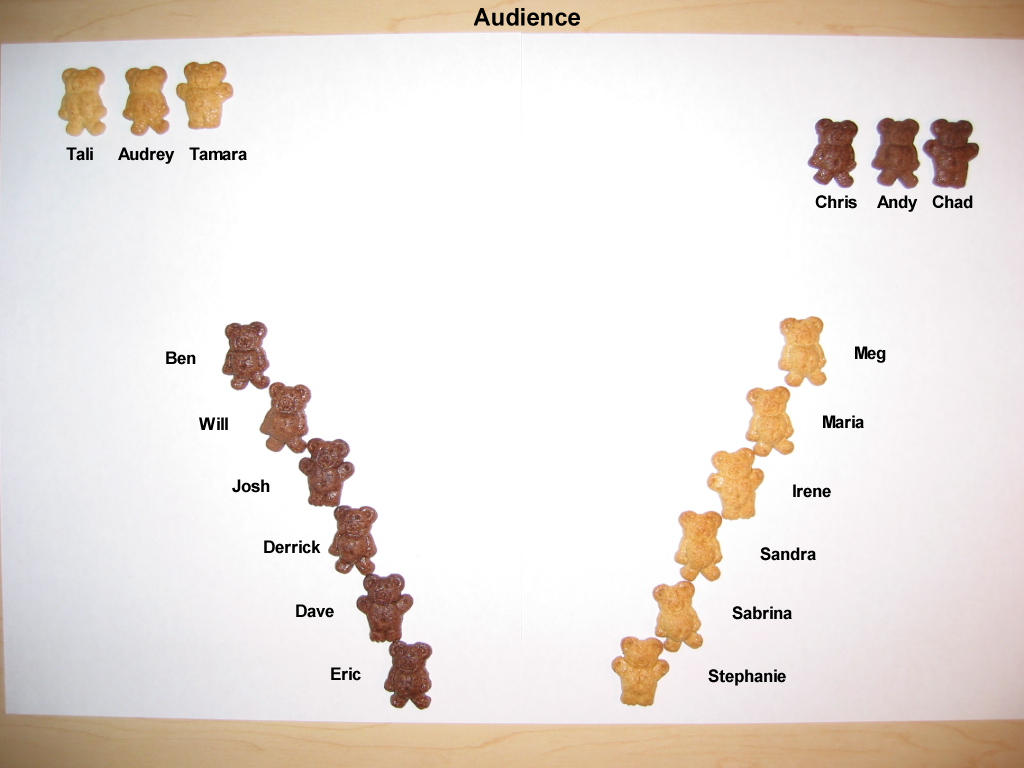 Audience
Tali Audrey Tamara
Chris Andy Chad
Ben
Meg
Will
Maria
Josh
Irene
Derrick
Sandra
Dave
Sabrina
Eric
Stephanie